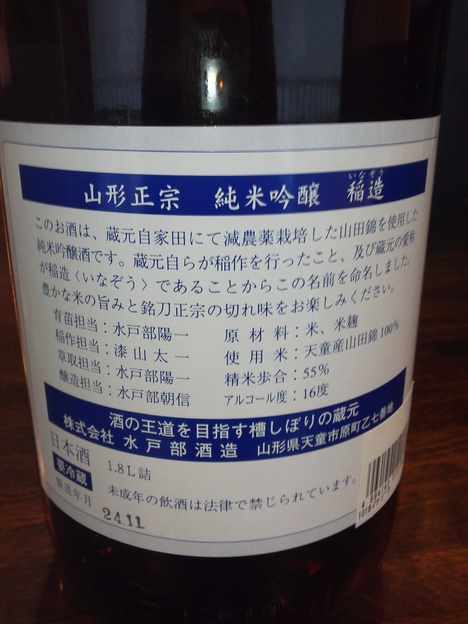 山形正宗 純米吟醸 稲造
いなぞう
このお酒は、蔵元自家田にて減農薬栽培した山田錦を使用した
純米吟醸酒です。蔵元自らが稲作を行ったこと、及び蔵元の愛称
が稲造〈いなぞう〉であることからこの名前を命名しました。
豊かな米の旨みと銘刀正宗の切れ味をお楽しみください。
育苗担当：水戸部陽一
稲作担当：漆山太一
草取担当：水戸部陽一
醸造担当：水戸部朝信
原材料：米、米麹
使用米：天童産山田錦100%
精米歩合：55%
アルコール度：16度
酒の王道を目指す槽しぼりの蔵元
株式会社 水戸部酒造 山形県天童市原町乙七番地
日本酒 1.8L詰
要冷蔵 未成年の飲酒は法律で禁じられています。
製造年月
24.11